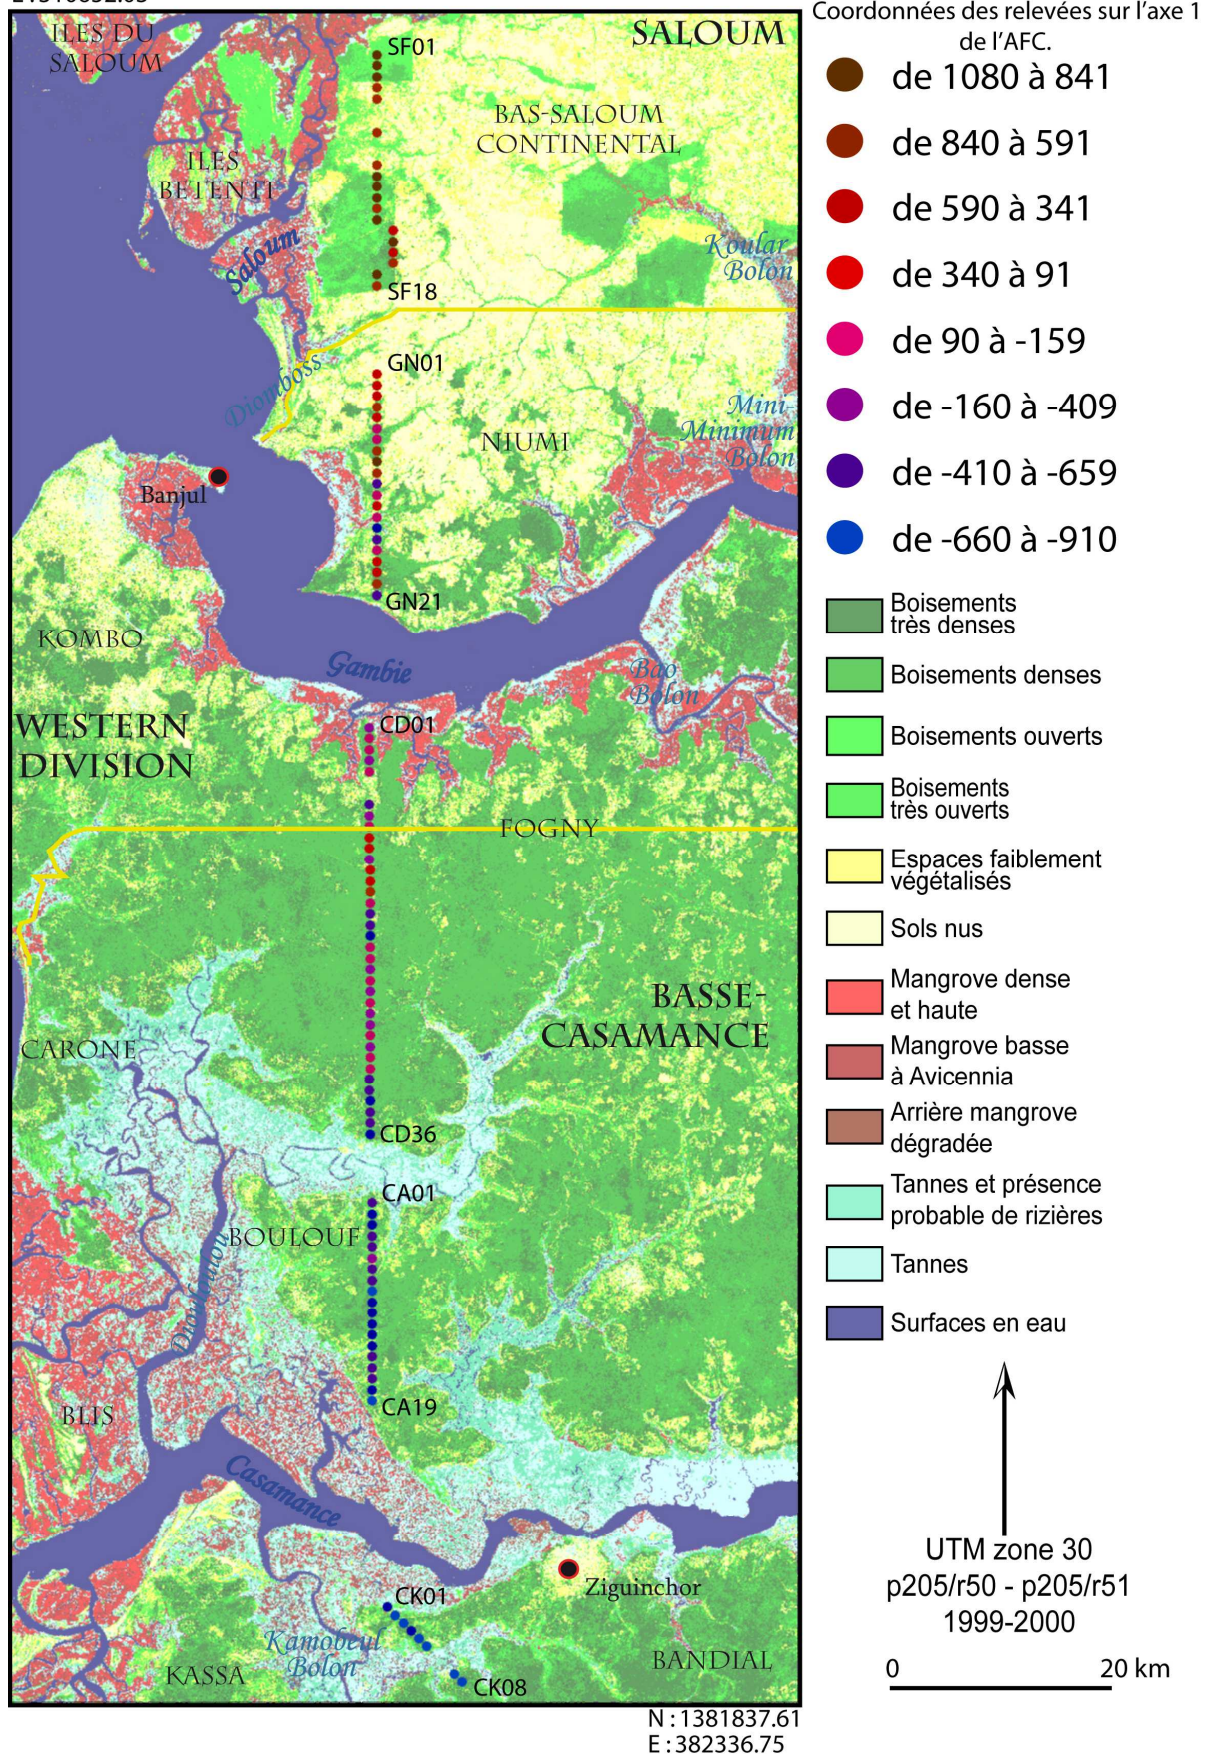 Coordonnées des relevées sur l'axe 1
de l'AFC.
de 1080 à 841
de 840 à 591
de 590 à 341
de 340 à 91
de 90 à -159
de -160 à -409
de -410 à -659
de -660 à -910
Boisements
très denses
Boisements denses
Boisements ouverts
Boisements
très ouverts
Espaces faiblement
végétalisés
Sols nus
Mangrove dense
et haute
Mangrove basse
à Avicennia
Arrière mangrove
dégradée
Tannes et présence
probable de rizières
Tannes
Surfaces en eau
UTM zone 30
p205/r50 - p205/r51
1999-2000
0 20 km
ILES DU
SALOUM
SF01
SALOUM
BAS-SALOUM
CONTINENTAL
ILES
BETENTI
Saloum
Koular
Bolon
SF18
Diomboss
GN01
NIUMI
Mini-
Minimum
Bolon
Banjul
GN21
KOMBO
Gambie
Bao
Bolon
WESTERN
DIVISION
CD01
FOGNY
BASSE-
CASAMANCE
CARONE
CD36
CA01
BOULOUF
CA19
BLIS
Casamance
Ziguinchor
CK01
Kamobeul
Bolon
KASSA
BANDIAL
CK08
N : 1381837.61
E : 382336.75